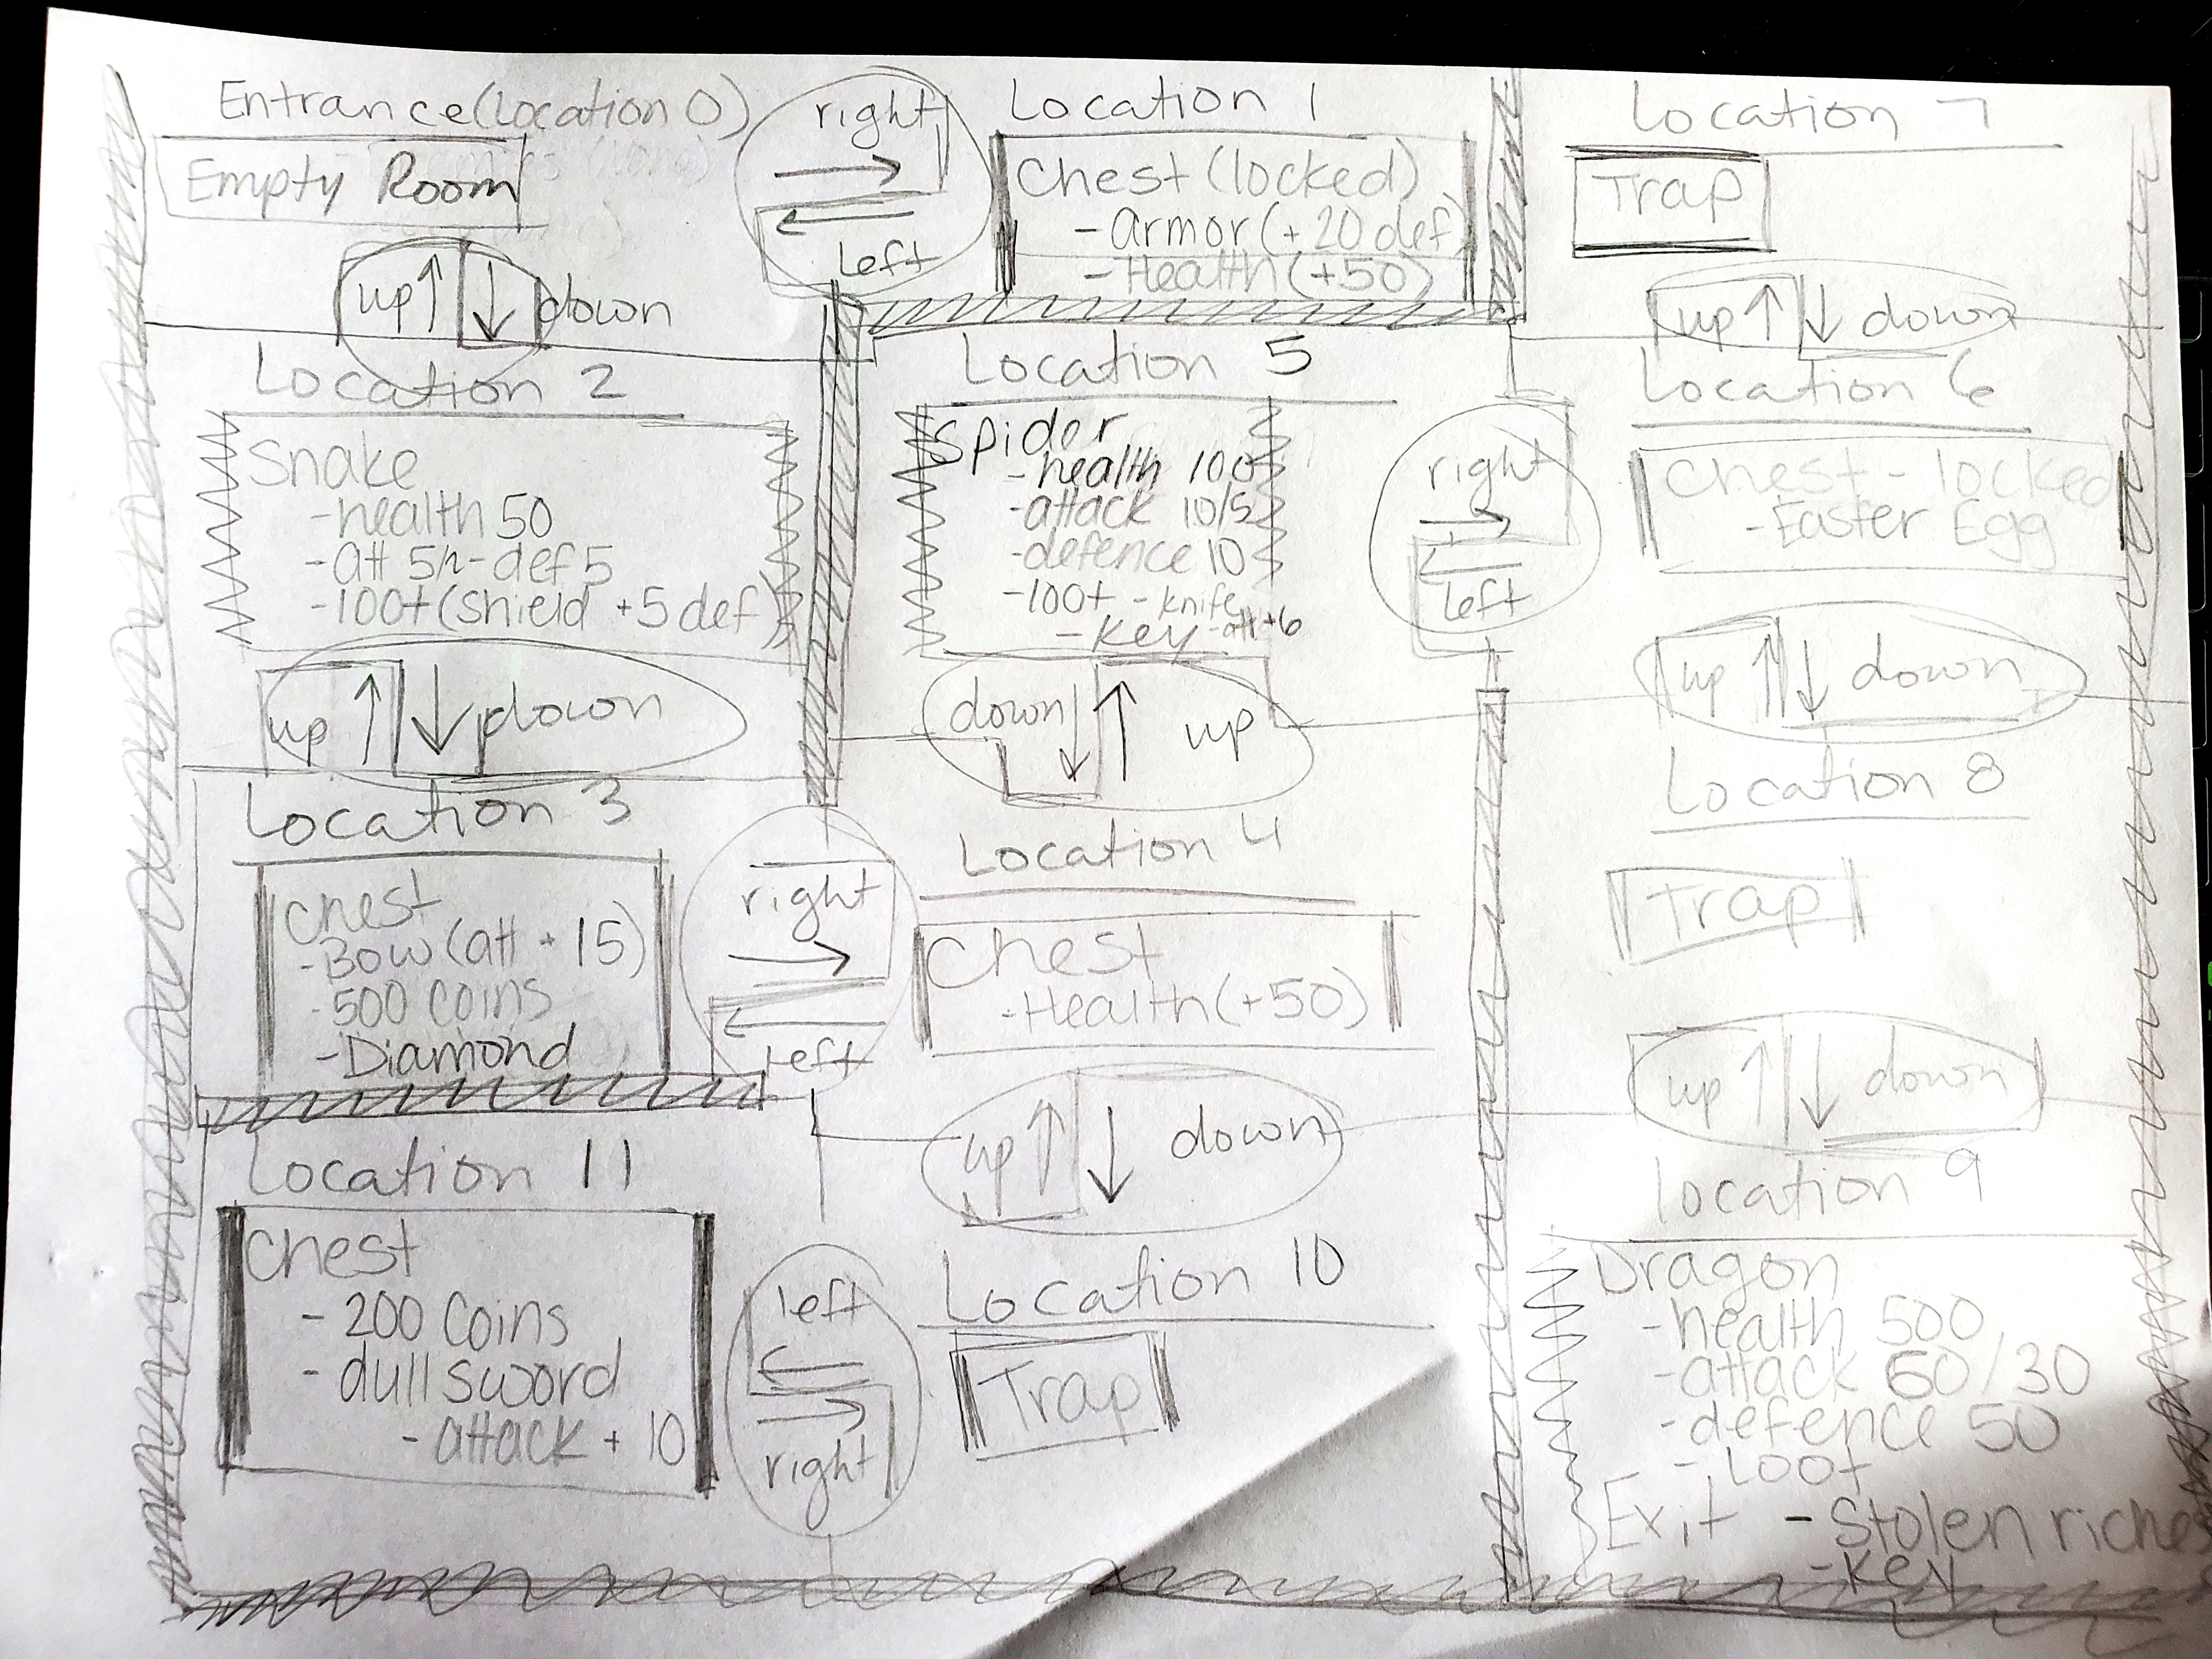 Entrance (Location 0)
Empty Room
right
left
up down
Location 1
Chest (locked)
- Armor (+20 def)
- Health (+50)
Location 7
Trap
up down
Location 2
Snake
- health 50
- att 5/2 - def 5
- loot (shield +5 def)
up down
Location 5
Spider
- health 100
- attack 10/5
- defence 10
- loot - knife
- key - att +6
down up
right
left
Location 6
Chest - locked
- Easter Egg
up down
Location 3
Chest
- Bow (att + 15)
- 500 coins
- Diamond
right
left
Location 4
Chest
- Health (+50)
up down
Location 8
Trap
up down
Location 11
Chest
- 200 Coins
- dull sword
- attack + 10
left
right
Location 10
Trap
Location 9
Dragon
- health 500
- attack 60/30
- defence 50
- Loot
Exit - Stolen riches
- key